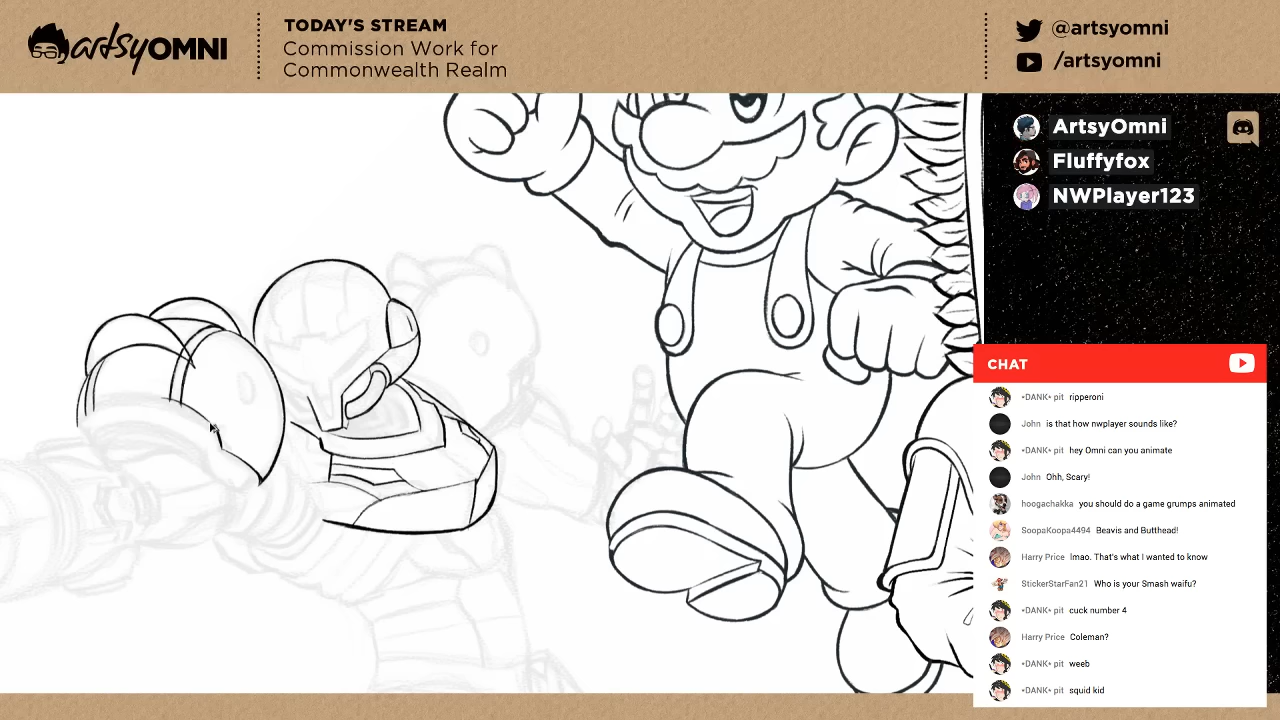 artsyOMNI
TODAY'S STREAM
Commission Work for
Commonwealth Realm
@artsyomni
/artsyomni
ArtsyOmni
Fluffyfox
NWPlayer123
CHAT
*DANK* pit ripperoni
John is that how nwplayer sounds like?
*DANK* pit hey Omni can you animate
John Ohh, Scary!
hoogachakka you should do a game grumps animated
SoopaKoopa4494 Beavis and Butthead!
Harry Price lmao. That's what I wanted to know
StickerStarFan21 Who is your Smash waifu?
*DANK* pit cuck number 4
Harry Price Coleman?
*DANK* pit weeb
*DANK* pit squid kid